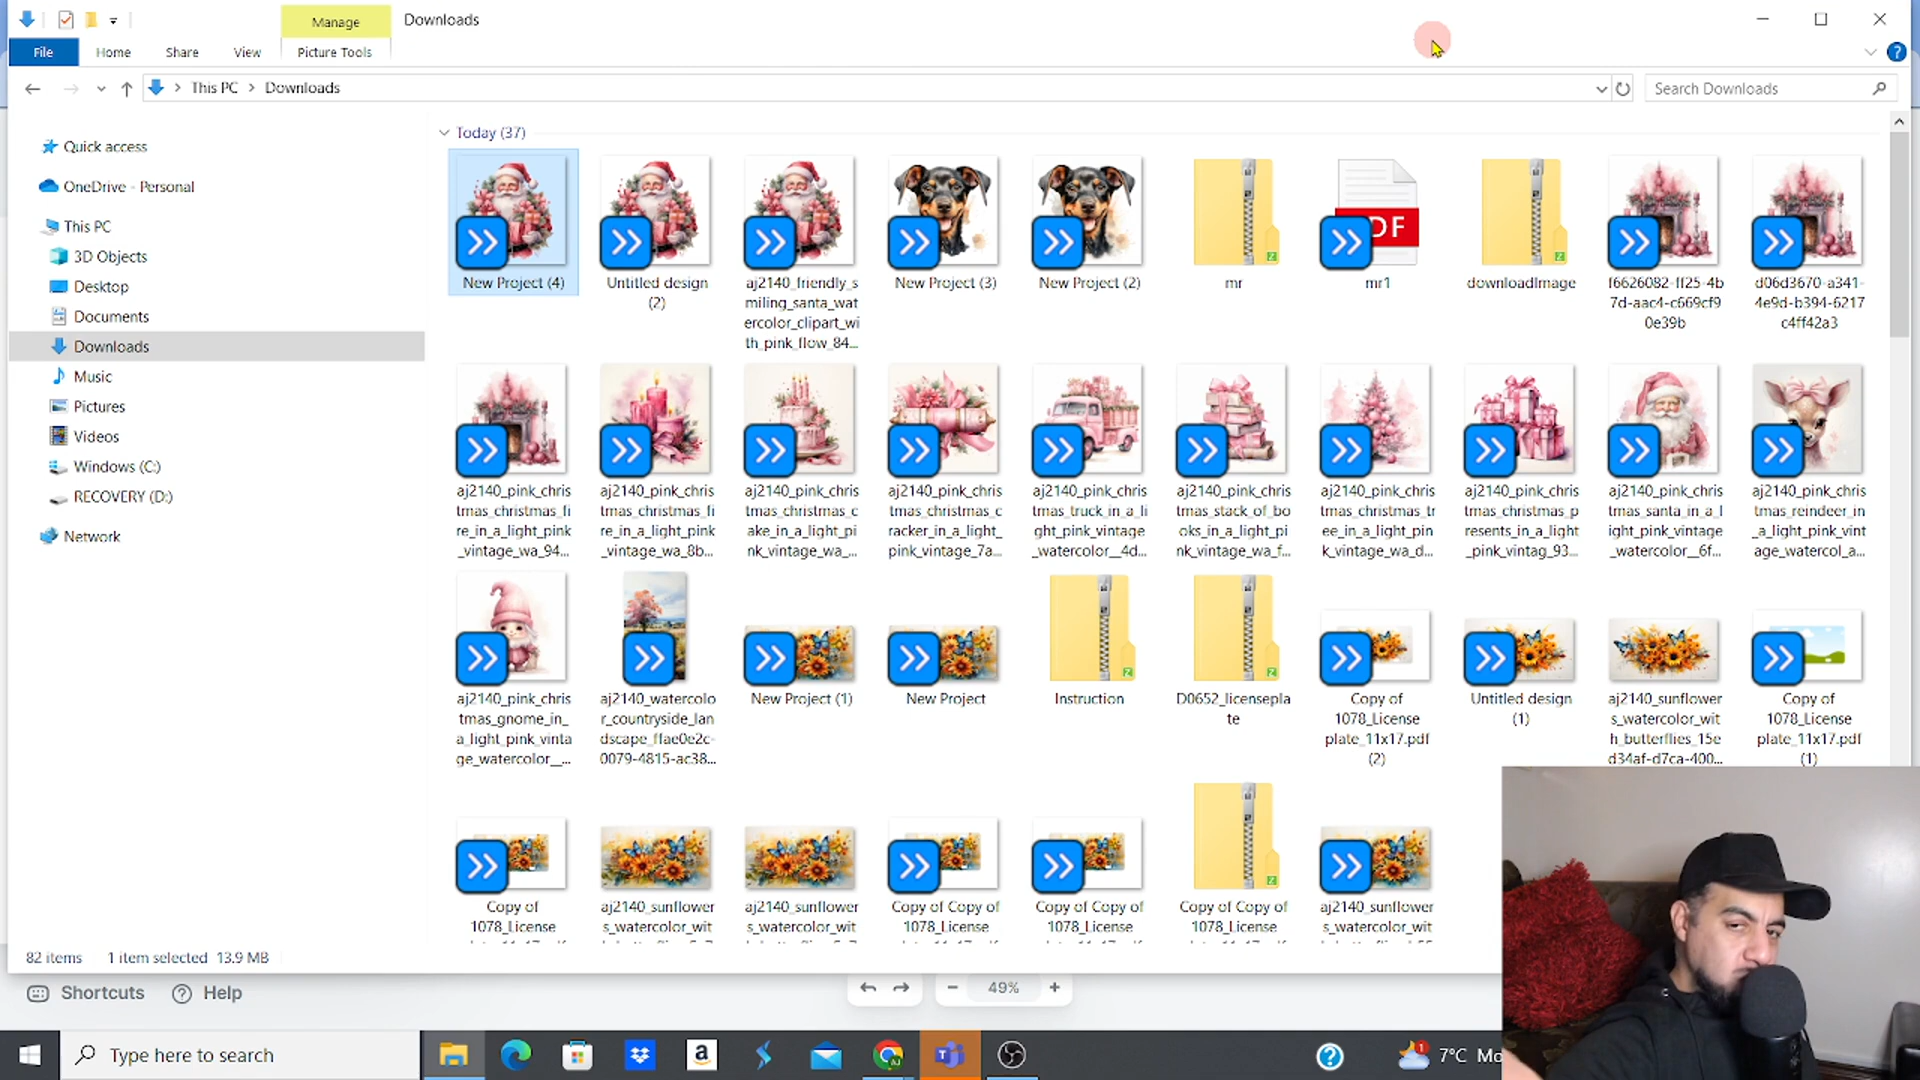 Manage
Downloads
File
Home
Share
View
Picture Tools
This PC
Downloads
Search Downloads
Quick access
OneDrive - Personal
This PC
3D Objects
Desktop
Documents
Downloads
Music
Pictures
Videos
Windows (C:)
RECOVERY (D:)
Network
Today (37)
New Project (4)
Untitled design
(2)
aj2140_friendly_s
miling_santa_wat
ercolor_clipart_wi
th_pink_flow_84...
New Project (3)
New Project (2)
mr
DF
mr1
downloadImage
f6626082-ff25-4b
7d-aac4-c669cf9
0e39b
d06d3670-a341-
4e9d-b394-6217
c4ff42a3
aj2140_pink_chris
tmas_christmas_fi
re_in_a_light_pink
_vintage_wa_94...
aj2140_pink_chris
tmas_christmas_fi
re_in_a_light_pink
_vintage_wa_8b...
aj2140_pink_chris
tmas_christmas_c
ake_in_a_light_pi
nk_vintage_wa_...
aj2140_pink_chris
tmas_christmas_c
racker_in_a_light_
pink_vintage_7a...
aj2140_pink_chris
tmas_truck_in_a_li
ght_pink_vintage
_watercolor__4d...
aj2140_pink_chris
tmas_stack_of_bo
oks_in_a_light_pi
nk_vintage_wa_f...
aj2140_pink_chris
tmas_christmas_tr
ee_in_a_light_pin
k_vintage_wa_d...
aj2140_pink_chris
tmas_christmas_p
resents_in_a_light
_pink_vintag_93...
aj2140_pink_chris
tmas_santa_in_a_l
ight_pink_vintage
_watercolor__6f...
aj2140_pink_chris
tmas_reindeer_in
_a_light_pink_vint
age_watercol_a...
aj2140_pink_chris
tmas_gnome_in_
a_light_pink_vinta
ge_watercolor__...
aj2140_watercolo
r_countryside_lan
dscape_ffae0e2c-
0079-4815-ac38...
New Project (1)
New Project
Instruction
D0652_licensepla
te
Copy of
1078_License
plate_11x17.pdf
(2)
Untitled design
(1)
aj2140_sunflower
s_watercolor_wit
h_butterflies_15e
d34af-d7ca-400...
Copy of
1078_License
plate_11x17.pdf
(1)
Copy of
1078_License
aj2140_sunflower
s_watercolor_wit
aj2140_sunflower
s_watercolor_wit
Copy of Copy of
1078_License
Copy of Copy of
1078_License
Copy of Copy of
1078_License
aj2140_sunflower
s_watercolor_wit
82 items
1 item selected 13.9 MB
Shortcuts
Help
49%
Type here to search
7°C Mo